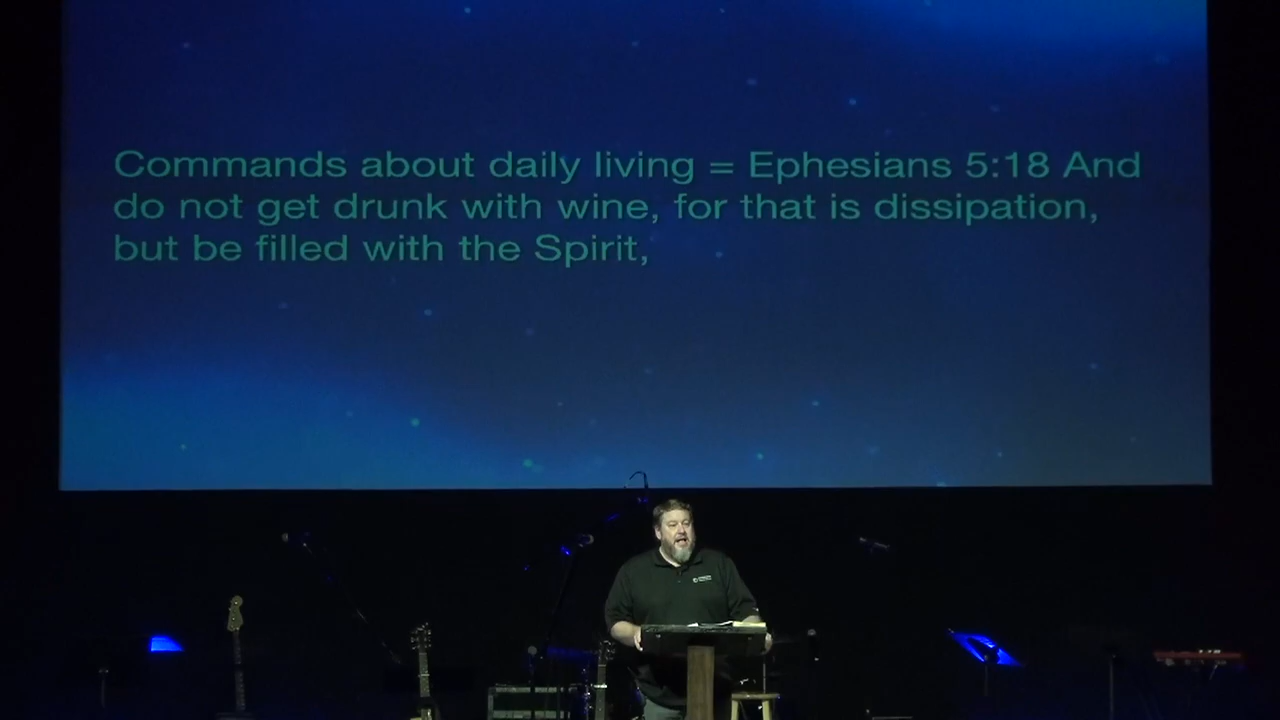 Commands about daily living = Ephesians 5:18 And
do not get drunk with wine, for that is dissipation,
but be filled with the Spirit,